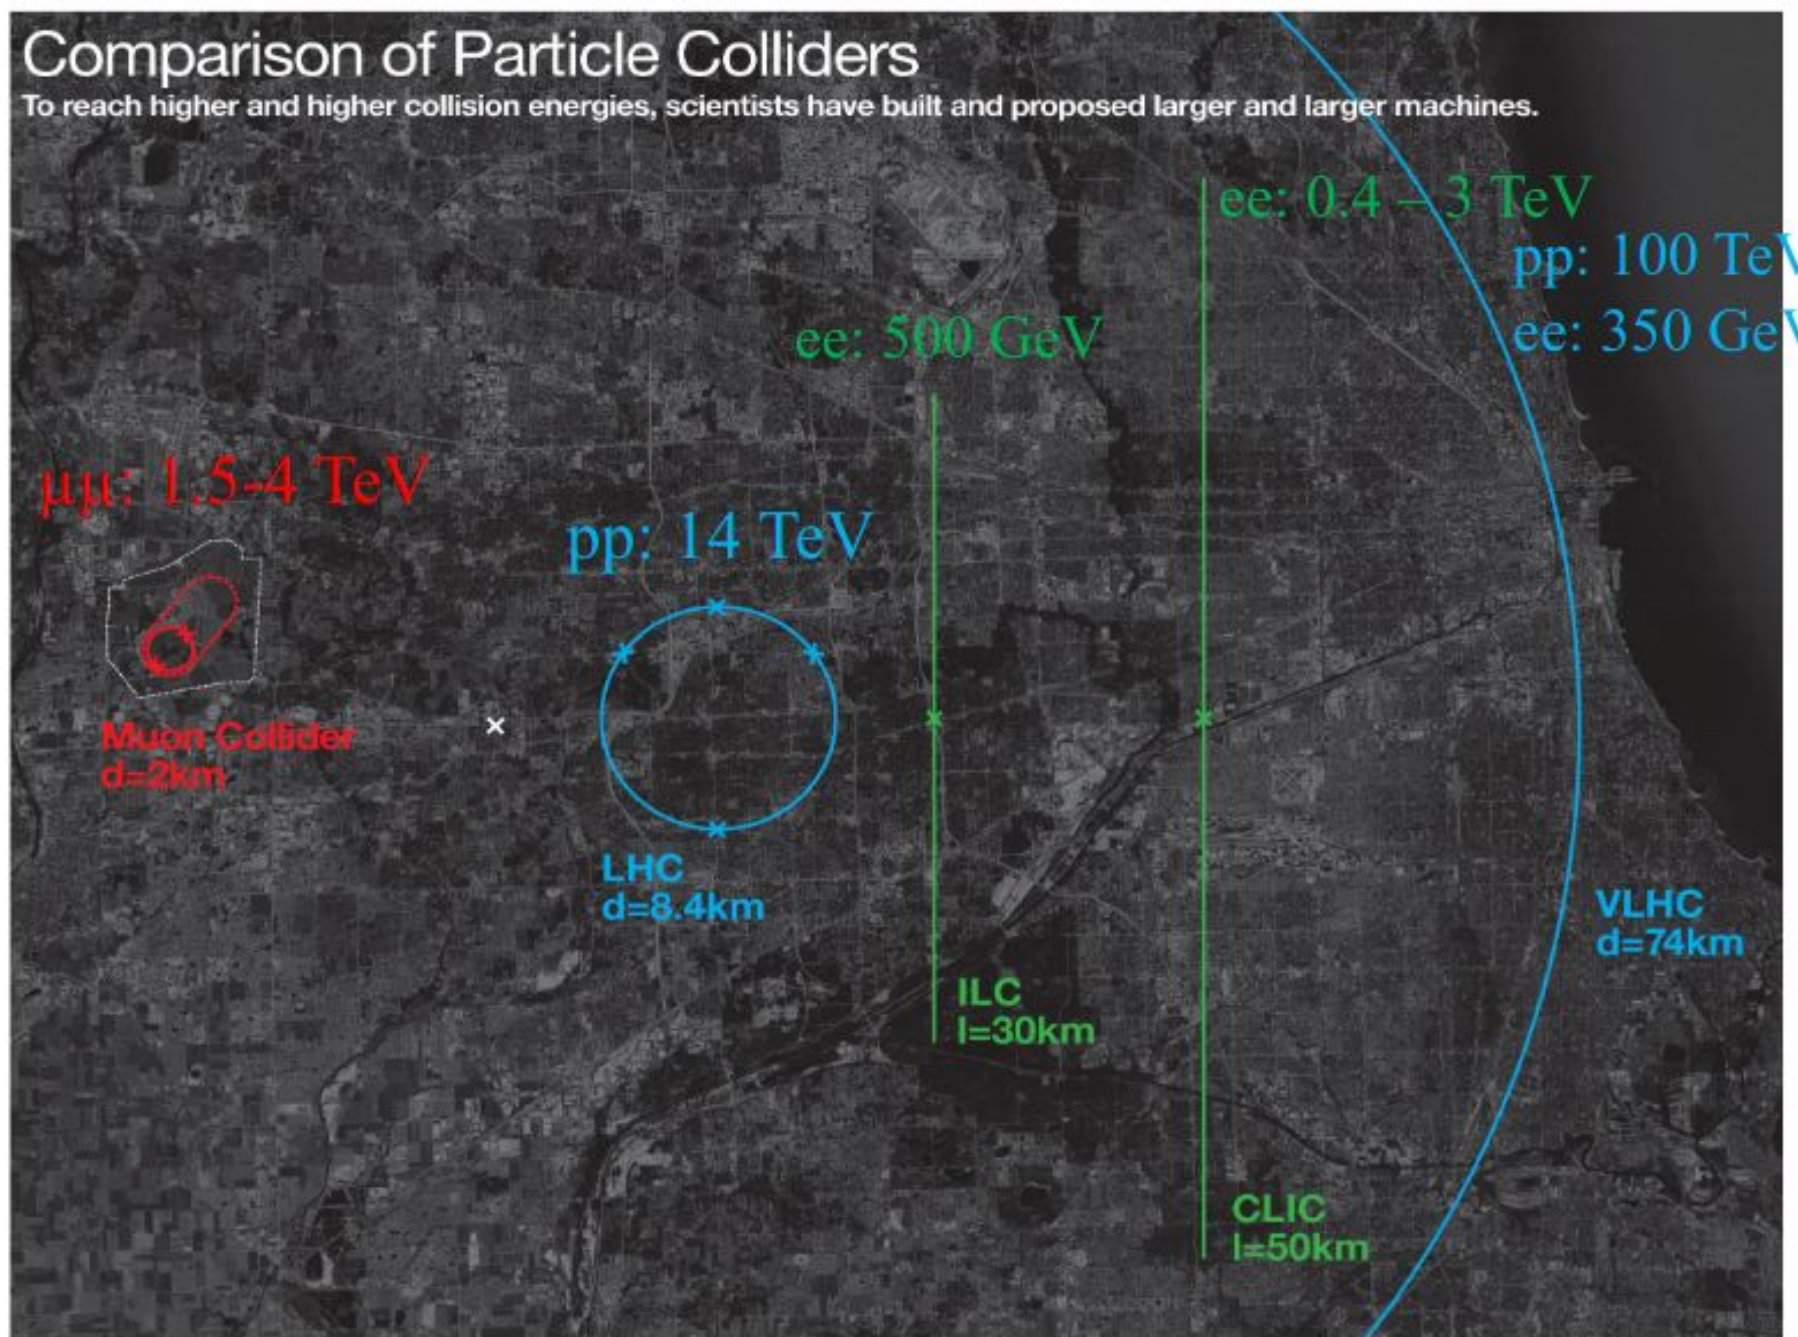 Comparison of Particle Colliders
To reach higher and higher collision energies, scientists have built and proposed larger and larger machines.
ee: 0.4 – 3 TeV
pp: 100 TeV
ee: 350 GeV
ee: 500 GeV
μμ: 1.5-4 TeV
pp: 14 TeV
Muon Collider
d=2km
LHC
d=8.4km
VLHC
d=74km
ILC
l=30km
CLIC
l=50km